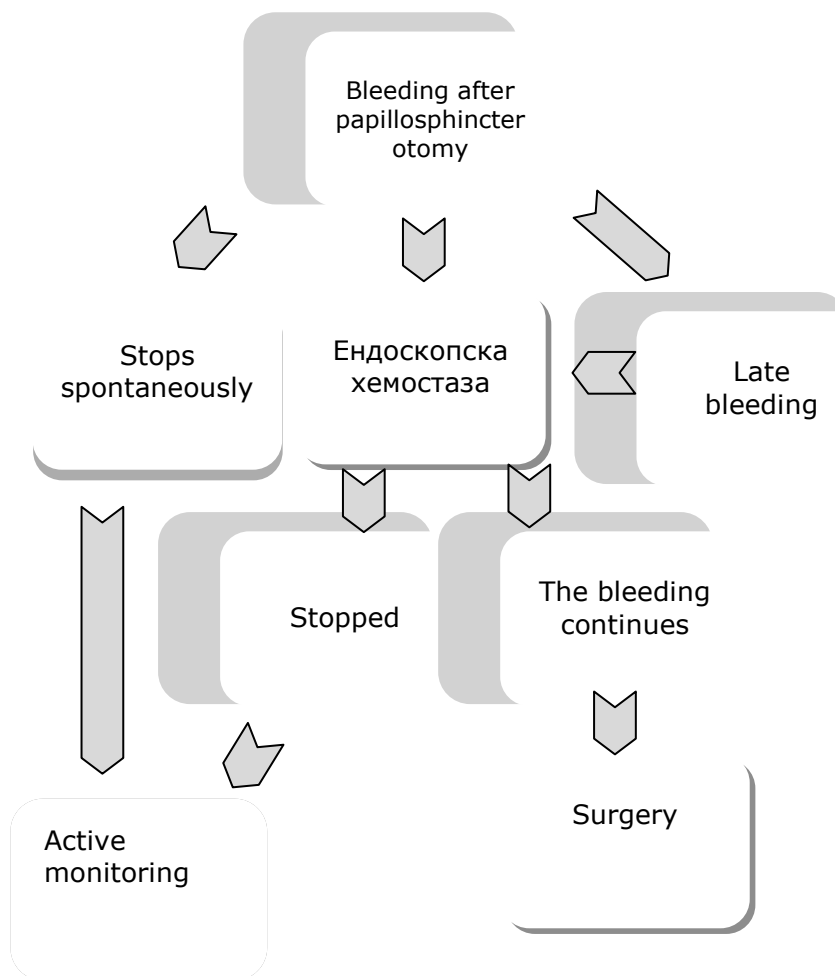 Bleeding after
papillosphincter
otomy
Stops
spontaneously
Ендоскопска
хемостаза
Late
bleeding
Stopped
The bleeding
continues
Active
monitoring
Surgery